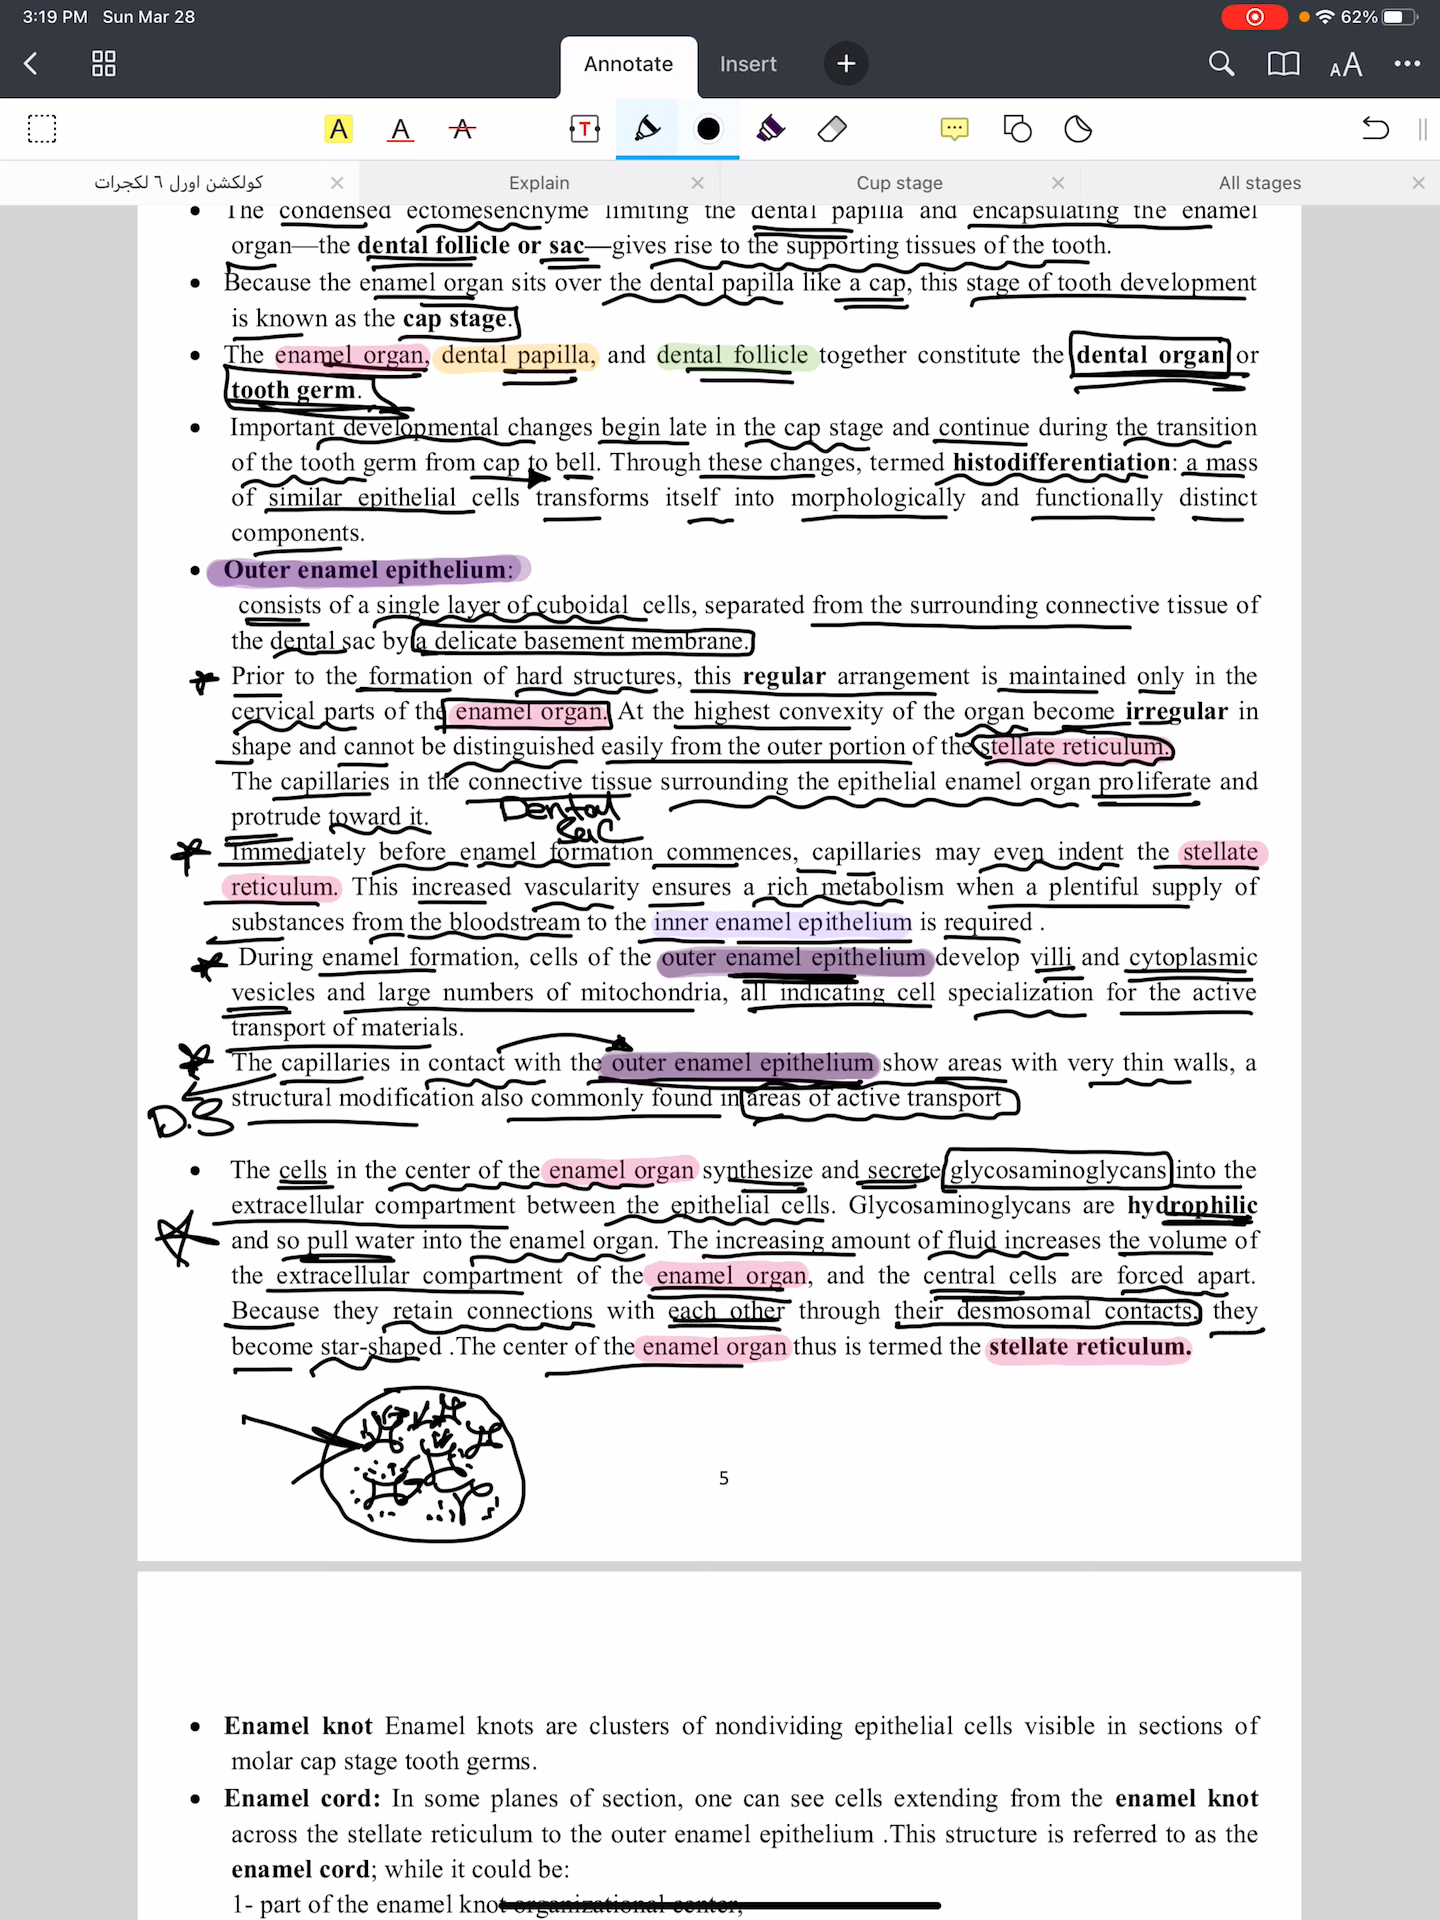 3:19 PM Sun Mar 28
62%
Annotate
Insert
AA
A A A T
كولكشن اورل ٦ لكجرات
Explain
Cup stage
All stages
• The condensed ectomesenchyme limiting the dental papilla and encapsulating the enamel
organ—the dental follicle or sac—gives rise to the supporting tissues of the tooth.
• Because the enamel organ sits over the dental papilla like a cap, this stage of tooth development
is known as the cap stage.
• The enamel organ, dental papilla, and dental follicle together constitute the dental organ or
tooth germ.
• Important developmental changes begin late in the cap stage and continue during the transition
of the tooth germ from cap to bell. Through these changes, termed histodifferentiation: a mass
of similar epithelial cells transforms itself into morphologically and functionally distinct
components.
• Outer enamel epithelium:
consists of a single layer of cuboidal cells, separated from the surrounding connective tissue of
the dental sac by a delicate basement membrane.
Prior to the formation of hard structures, this regular arrangement is maintained only in the
cervical parts of the enamel organ. At the highest convexity of the organ become irregular in
shape and cannot be distinguished easily from the outer portion of the stellate reticulum.
The capillaries in the connective tissue surrounding the epithelial enamel organ proliferate and
Dental
protrude toward it.
Sac
Immediately before enamel formation commences, capillaries may even indent the stellate
reticulum. This increased vascularity ensures a rich metabolism when a plentiful supply of
substances from the bloodstream to the inner enamel epithelium is required .
During enamel formation, cells of the outer enamel epithelium develop villi and cytoplasmic
vesicles and large numbers of mitochondria, all indicating cell specialization for the active
transport of materials.
The capillaries in contact with the outer enamel epithelium show areas with very thin walls, a
structural modification also commonly found in areas of active transport
D.S
• The cells in the center of the enamel organ synthesize and secrete glycosaminoglycans into the
extracellular compartment between the epithelial cells. Glycosaminoglycans are hydrophilic
and so pull water into the enamel organ. The increasing amount of fluid increases the volume of
the extracellular compartment of the enamel organ, and the central cells are forced apart.
Because they retain connections with each other through their desmosomal contacts, they
become star-shaped .The center of the enamel organ thus is termed the stellate reticulum.
5
• Enamel knot Enamel knots are clusters of nondividing epithelial cells visible in sections of
molar cap stage tooth germs.
• Enamel cord: In some planes of section, one can see cells extending from the enamel knot
across the stellate reticulum to the outer enamel epithelium .This structure is referred to as the
enamel cord; while it could be:
1- part of the enamel knot organizational center,